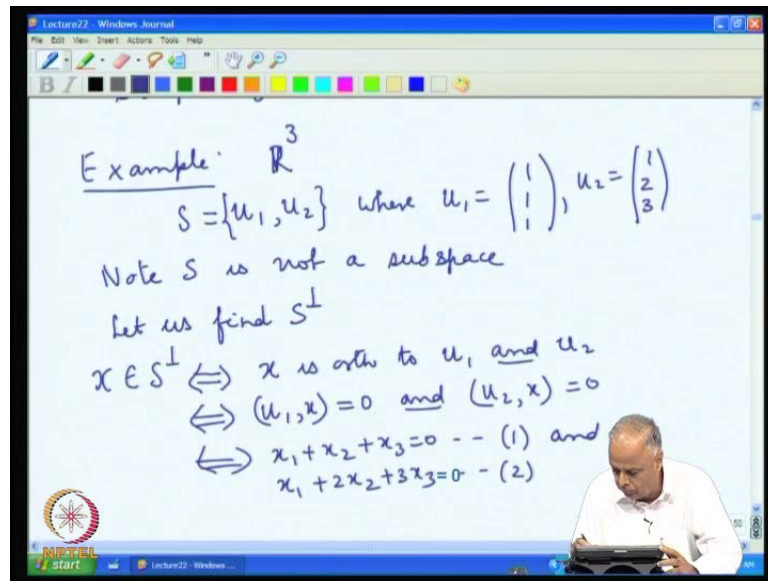 Lecture22 - Windows Journal
File Edit View Insert Actions Tools Help
B I
Example: ℝ³
S = {u₁, u₂} where u₁ = (1 1 1), u₂ = (1 2 3)
Note S is not a subspace
Let us find S⊥
x ∈ S⊥ ⇔ x is orth to u₁ and u₂
⇔ (u₁, x) = 0 and (u₂, x) = 0
⇔ x₁ + x₂ + x₃ = 0 - - (1) and
x₁ + 2x₂ + 3x₃ = 0 - - (2)
NPTEL
start Lecture22 - Windows ...